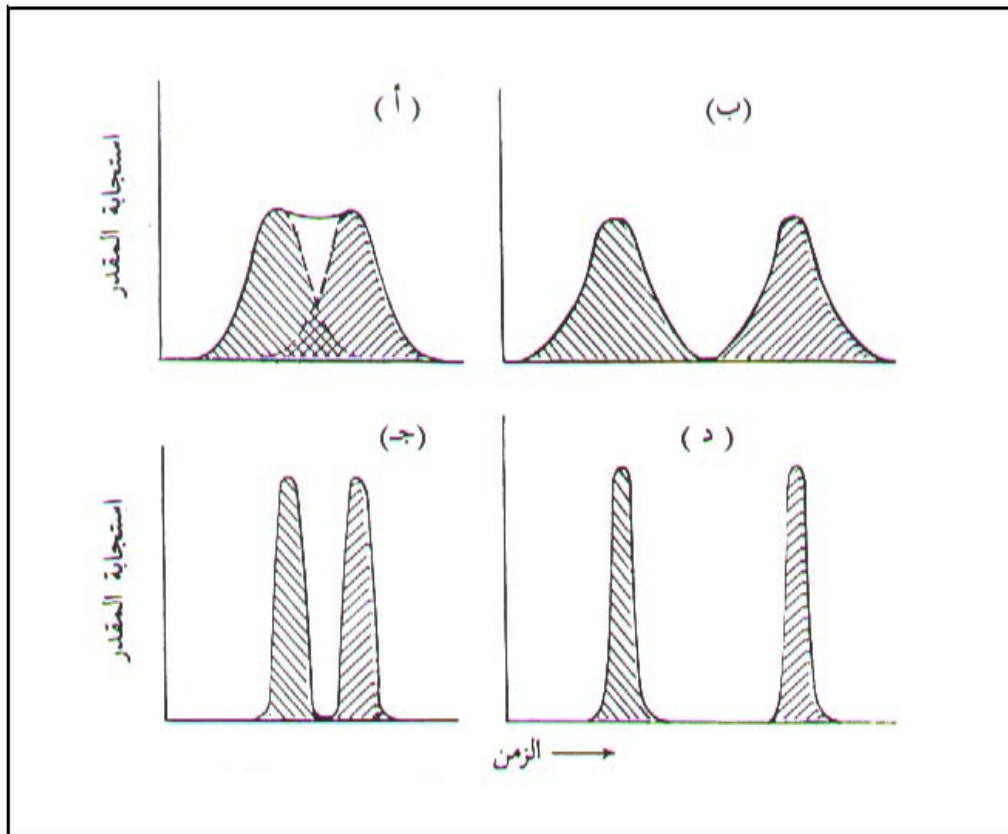 ( أ )
(ب)
استجابة المقدر
(جـ)
( د )
استجابة المقدر
الزمن